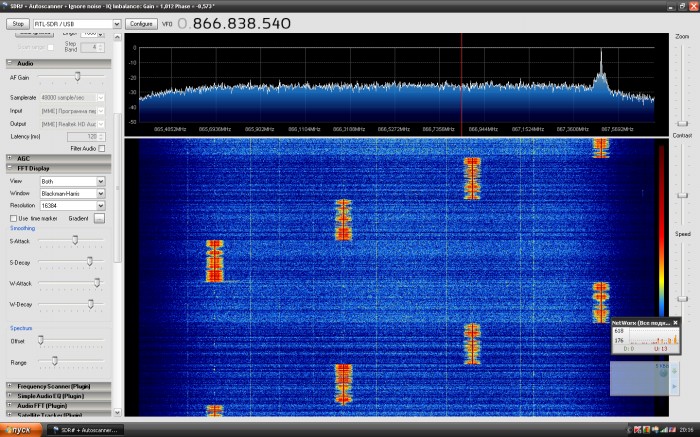 SDR# + Autoscanner + Ignore noise - IQ Imbalance: Gain = 1,012 Phase = -0,573°
Stop RTL-SDR / USB Configure VFO 0.866.838.540
Step Band 4
Audio
AF Gain
Samplerate 48000 sample/sec
Input [MME] Програнна пер
Output [MME] Realtek HD Aud
Latency (ms) 120
Filter Audio
AGC
FFT Display
View Both
Window Blackman-Harris
Resolution 16384
Use time marker Gradient ...
Smoothing
S-Attack
S-Decay
W-Attack
W-Decay
Spectrum
Offset
Range
Frequency Scanner (Plugin)
Simple Audio EQ (Plugin)
Audio FFT (Plugin)
Satellite Tracker (Plugin)
0
-10
-20
-30
-40
-50
865,4852MHz 865,6936MHz 865,902MHz 866,1104MHz 866,3188MHz 866,5272MHz 866,7356MHz 866,944MHz 867,1524MHz 867,3608MHz 867,5692MHz
Zoom
Contrast
Speed
NetWorx (Все подк...
618
176
D: 0 U: 13
пуск SDR# + Autoscanner... 20:36